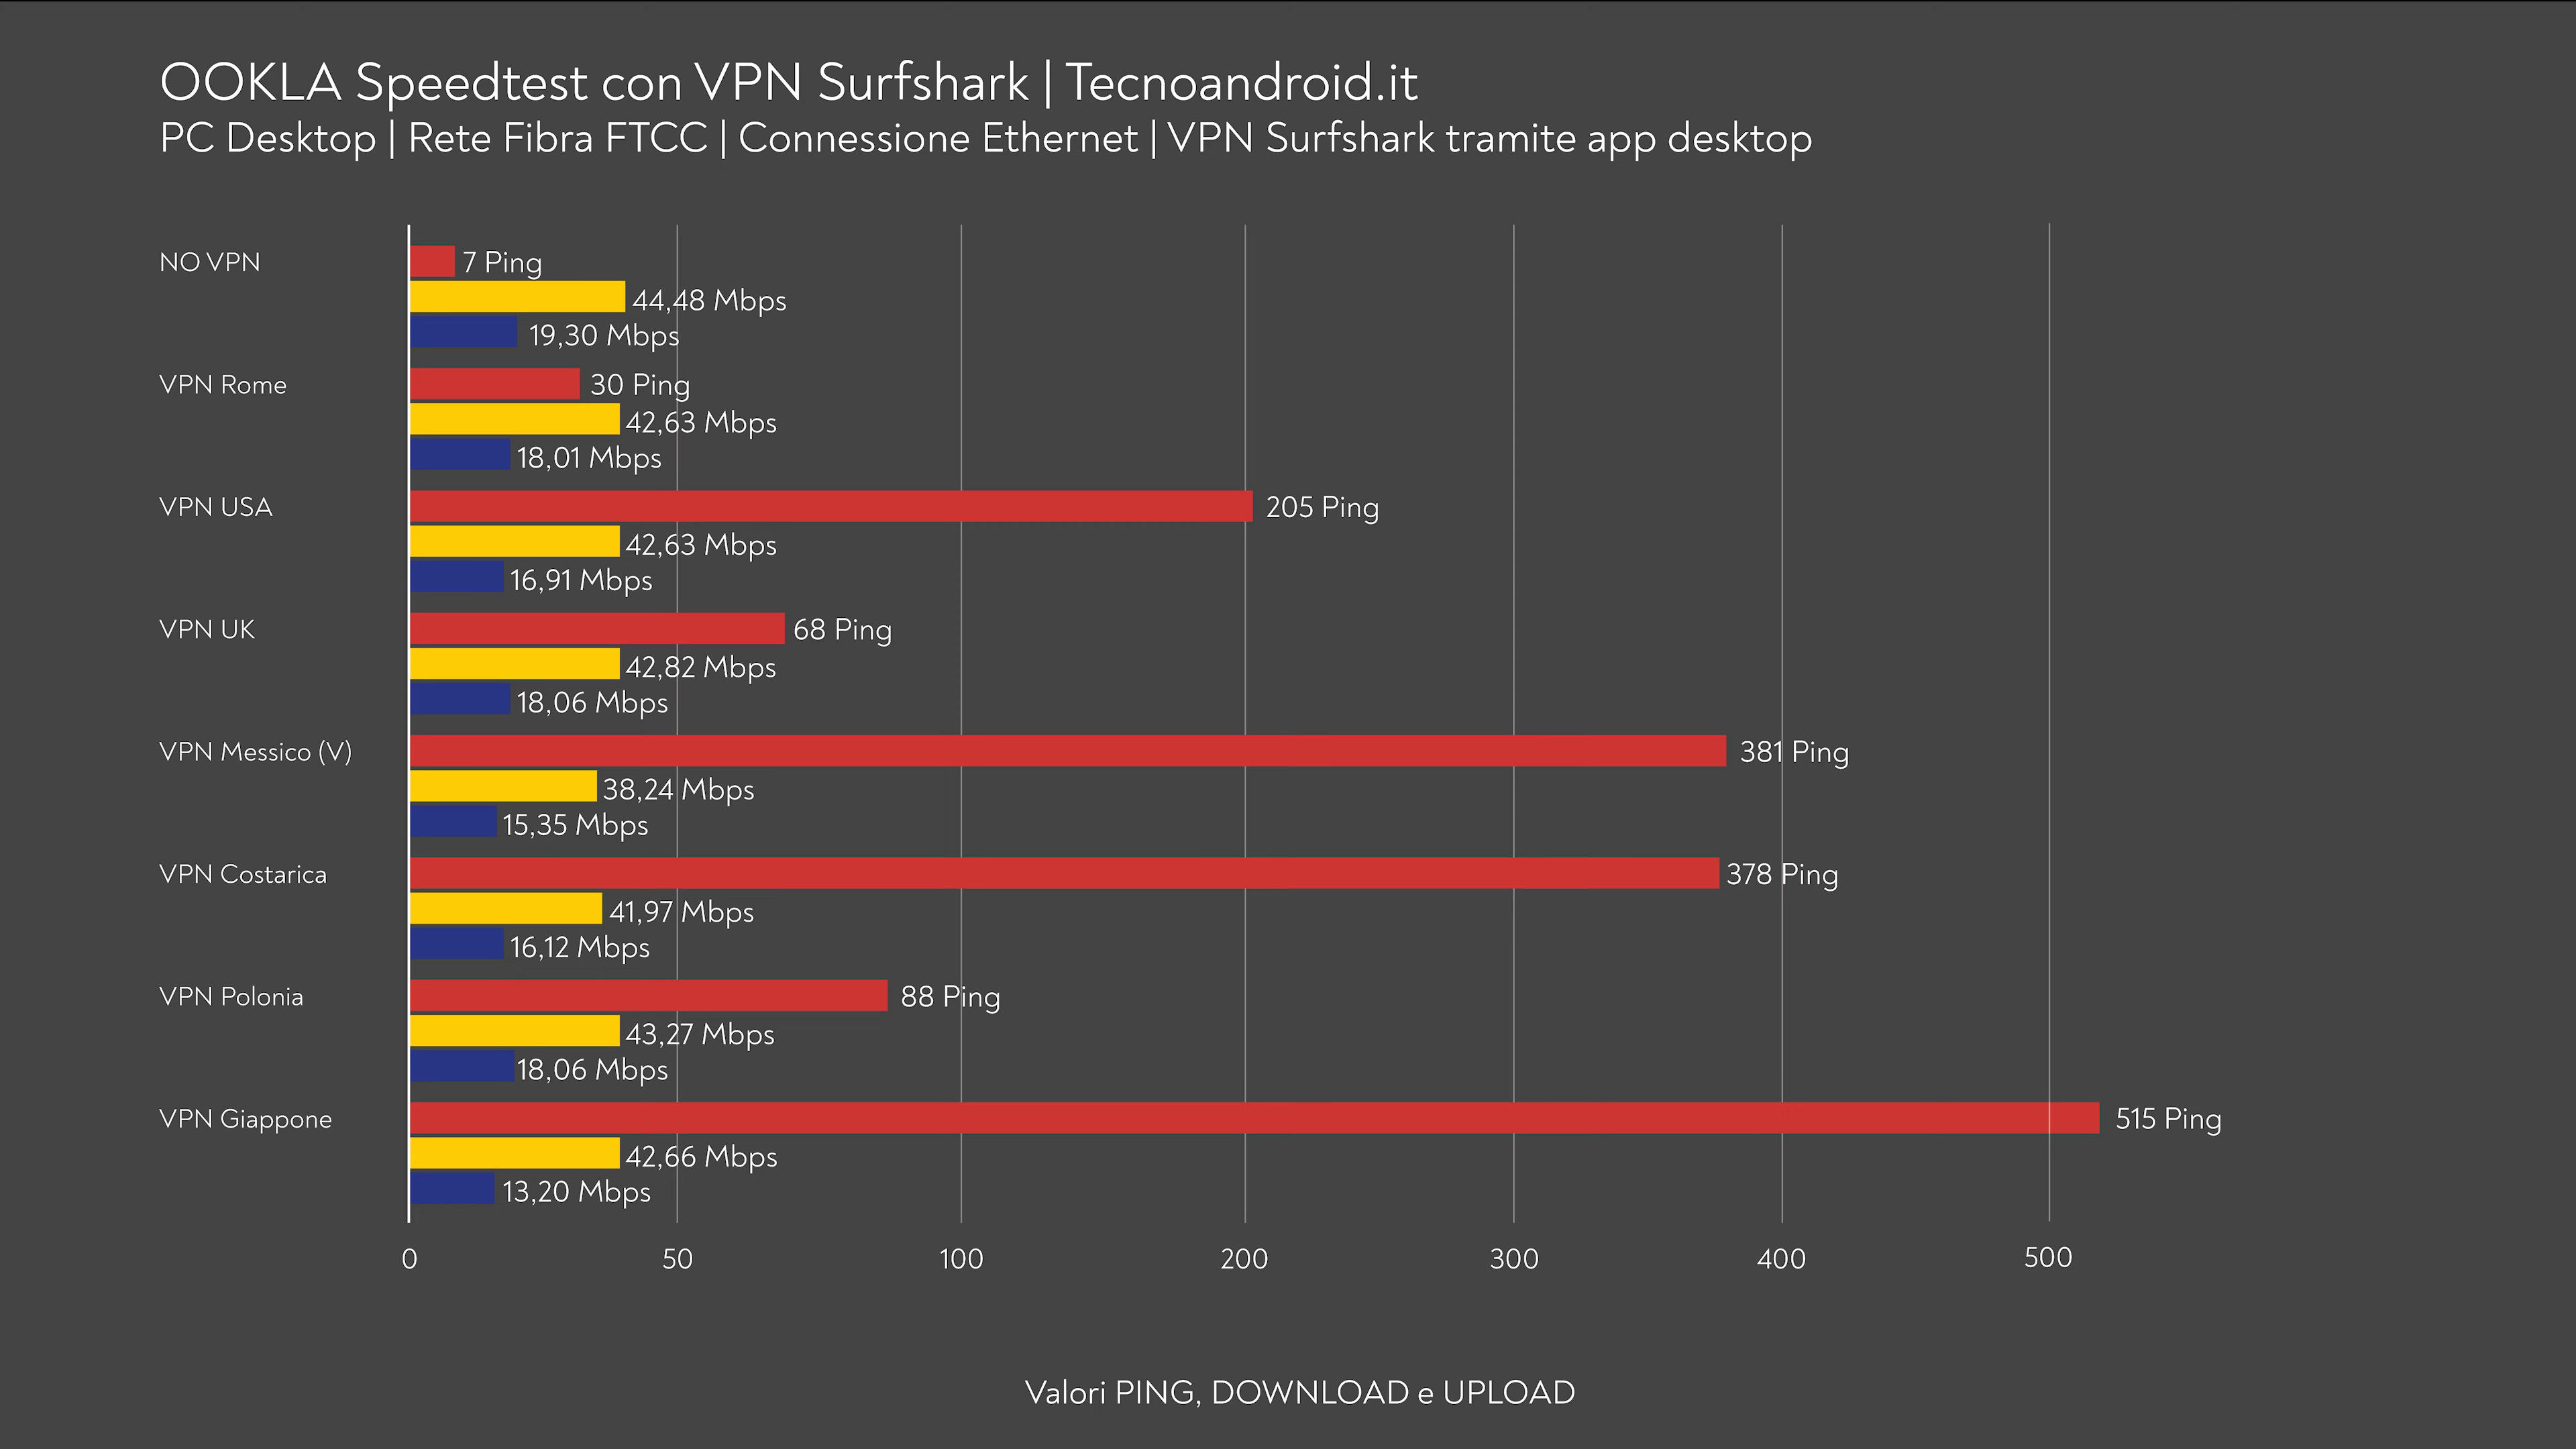 OOKLA Speedtest con VPN Surfshark | Tecnoandroid.it
PC Desktop | Rete Fibra FTCC | Connessione Ethernet | VPN Surfshark tramite app desktop
NO VPN
7 Ping
44,48 Mbps
19,30 Mbps
VPN Rome
30 Ping
42,63 Mbps
18,01 Mbps
VPN USA
205 Ping
42,63 Mbps
16,91 Mbps
VPN UK
68 Ping
42,82 Mbps
18,06 Mbps
VPN Messico (V)
381 Ping
38,24 Mbps
15,35 Mbps
VPN Costarica
378 Ping
41,97 Mbps
16,12 Mbps
VPN Polonia
88 Ping
43,27 Mbps
18,06 Mbps
VPN Giappone
515 Ping
42,66 Mbps
13,20 Mbps
0 50 100 200 300 400 500
Valori PING, DOWNLOAD e UPLOAD